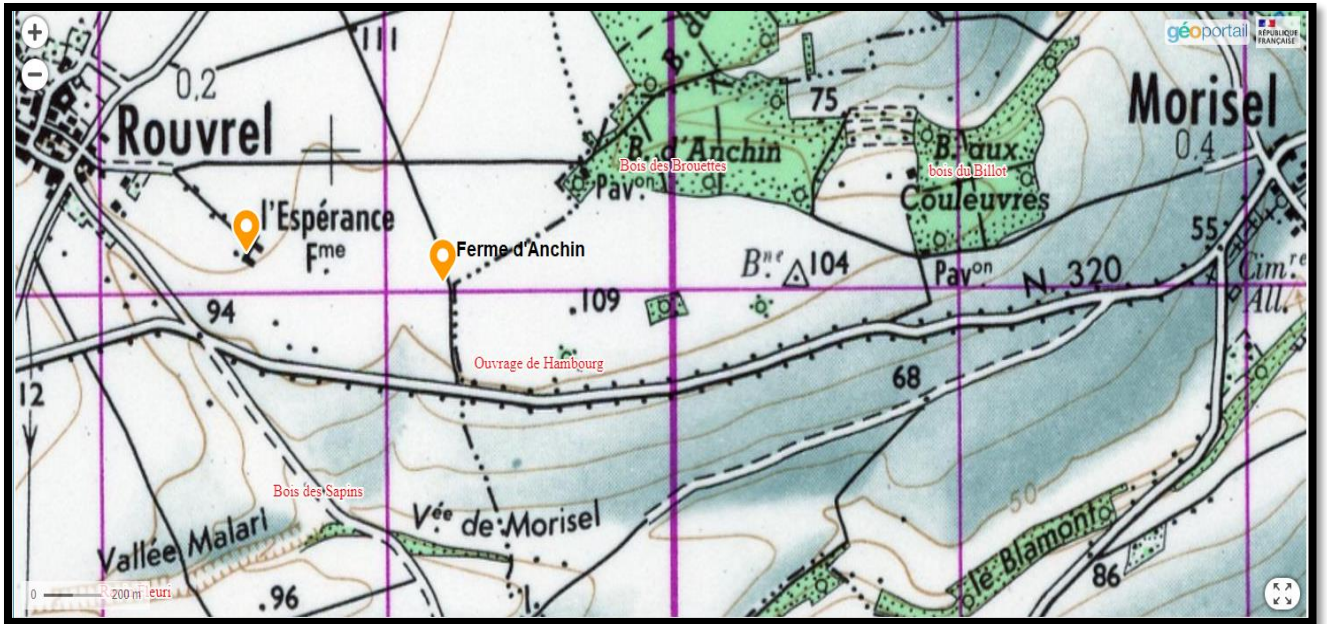 +
−
géoportail
RÉPUBLIQUE
FRANÇAISE
111
B. du
0.2
75
Morisel
Rouvrel
B. d'Anchin
Bois des Brouettes
B. aux
bois du Billot
Couleuvres
0.4
Pav.on
l'Espérance
F.me
Ferme d'Anchin
B.ne
104
Pav.on
N. 320
55
Cim.re
All.
109
94
Ouvrage de Hambourg
68
12
Bois des Sapins
V.ée de Morisel
50
Vallée Malari
le Blamont
86
0
200 m
96
1.